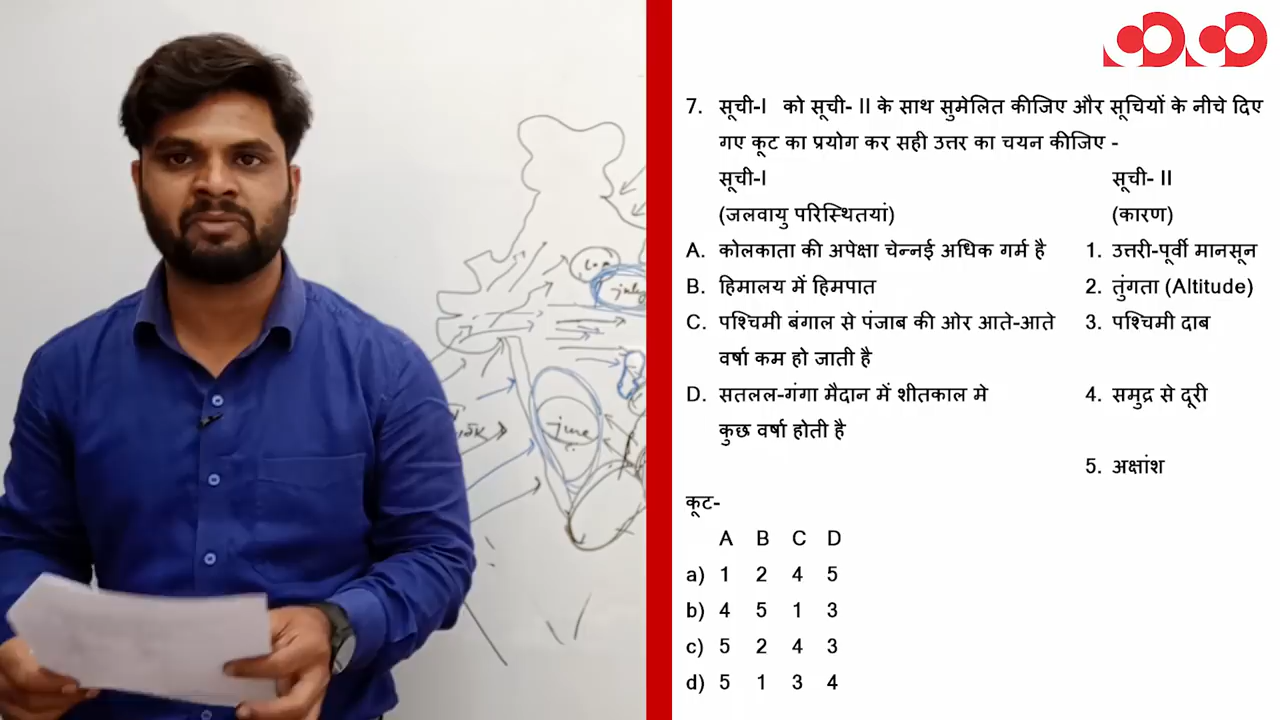 7. सूची-I को सूची- II के साथ सुमेलित कीजिए और सूचियों के नीचे दिए
गए कूट का प्रयोग कर सही उत्तर का चयन कीजिए -
सूची-I सूची- II
(जलवायु परिस्थितयां) (कारण)
A. कोलकाता की अपेक्षा चेन्नई अधिक गर्म है 1. उत्तरी-पूर्वी मानसून
B. हिमालय में हिमपात 2. तुंगता (Altitude)
C. पश्चिमी बंगाल से पंजाब की ओर आते-आते 3. पश्चिमी दाब
वर्षा कम हो जाती है
D. सतलल-गंगा मैदान में शीतकाल मे 4. समुद्र से दूरी
कुछ वर्षा होती है
5. अक्षांश
कूट-
A B C D
a) 1 2 4 5
b) 4 5 1 3
c) 5 2 4 3
d) 5 1 3 4
june